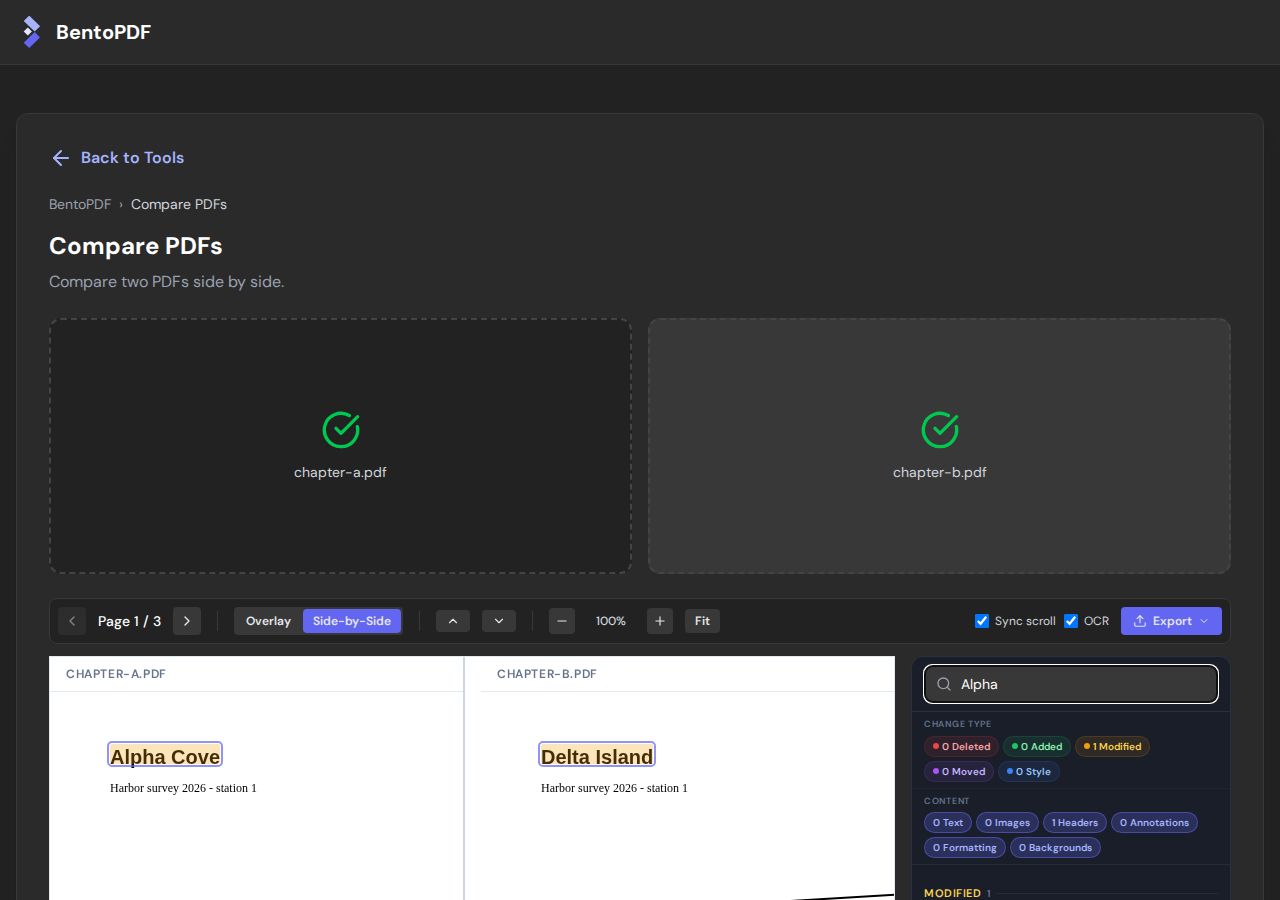 BentoPDF
Back to Tools
BentoPDF › Compare PDFs
Compare PDFs
Compare two PDFs side by side.
chapter-a.pdf
chapter-b.pdf
Page 1 / 3
Overlay
Side-by-Side
100%
Fit
Sync scroll
OCR
Export
CHAPTER-A.PDF
CHAPTER-B.PDF
Alpha Cove
Harbor survey 2026 - station 1
Delta Island
Harbor survey 2026 - station 1
Alpha
CHANGE TYPE
0 Deleted
0 Added
1 Modified
0 Moved
0 Style
CONTENT
0 Text
0 Images
1 Headers
0 Annotations
0 Formatting
0 Backgrounds
MODIFIED 1